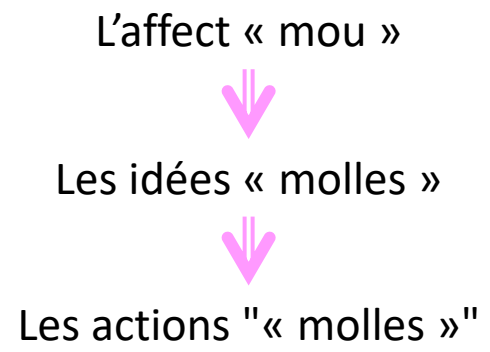 L'affect « mou »
Les idées « molles »
Les actions "« molles »"